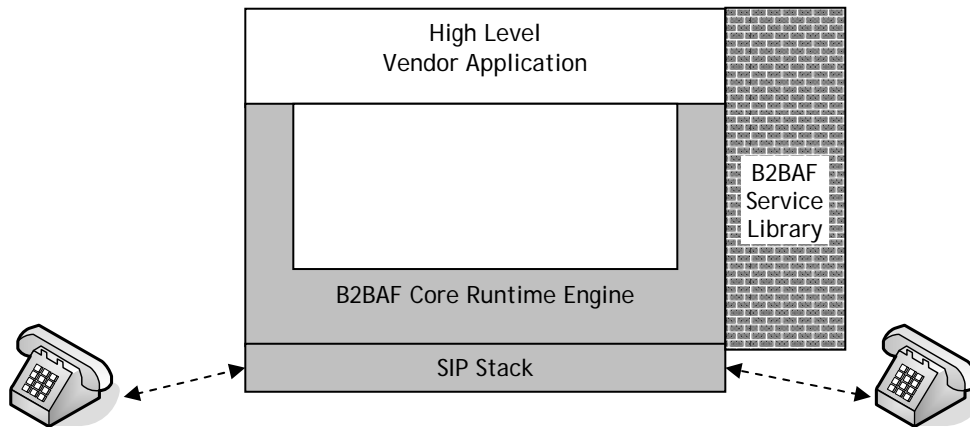 High Level
Vendor Application
B2BAF
Service
Library
B2BAF Core Runtime Engine
SIP Stack